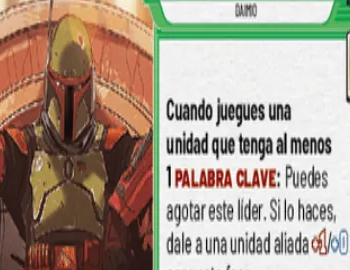 DAIMIO
Cuando juegues una
unidad que tenga al menos
1 PALABRA CLAVE: Puedes
agotar este líder. Si lo haces,
dale a una unidad aliada